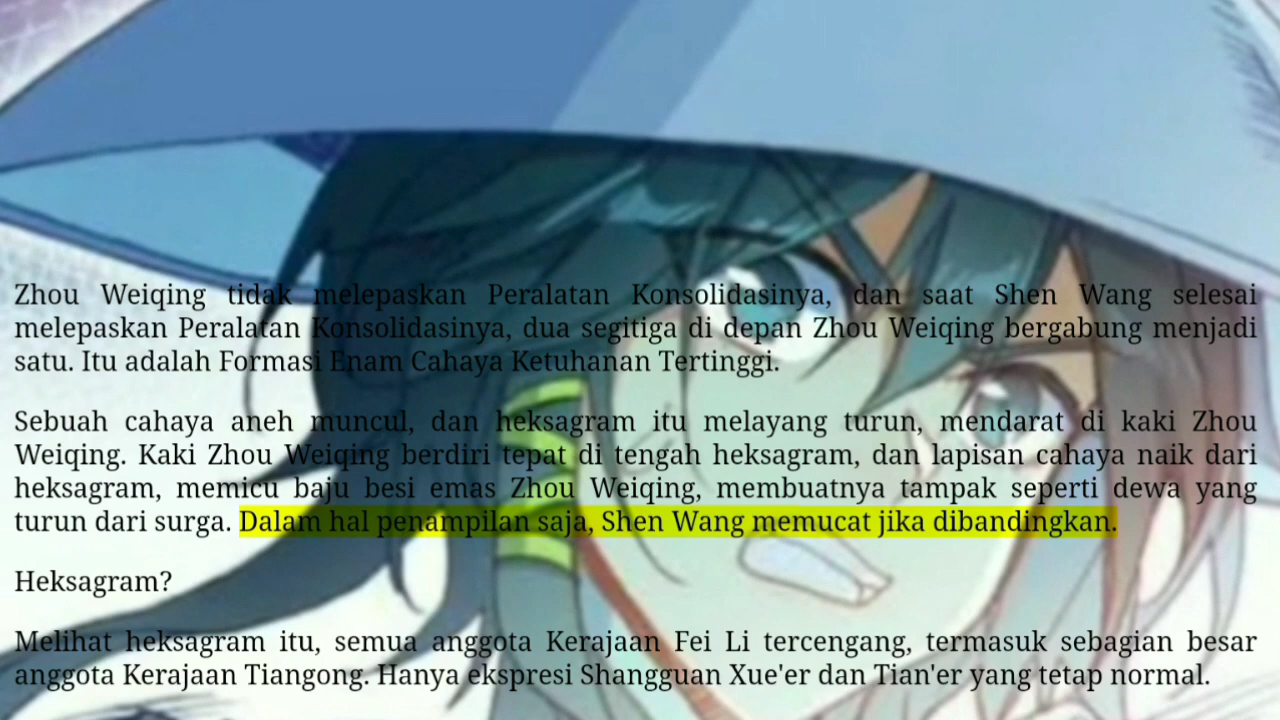 Zhou Weiqing tidak melepaskan Peralatan Konsolidasinya, dan saat Shen Wang selesai
melepaskan Peralatan Konsolidasinya, dua segitiga di depan Zhou Weiqing bergabung menjadi
satu. Itu adalah Formasi Enam Cahaya Ketuhanan Tertinggi.
Sebuah cahaya aneh muncul, dan heksagram itu melayang turun, mendarat di kaki Zhou
Weiqing. Kaki Zhou Weiqing berdiri tepat di tengah heksagram, dan lapisan cahaya naik dari
heksagram, memicu baju besi emas Zhou Weiqing, membuatnya tampak seperti dewa yang
turun dari surga. Dalam hal penampilan saja, Shen Wang memucat jika dibandingkan.
Heksagram?
Melihat heksagram itu, semua anggota Kerajaan Fei Li tercengang, termasuk sebagian besar
anggota Kerajaan Tiangong. Hanya ekspresi Shangguan Xue'er dan Tian'er yang tetap normal.